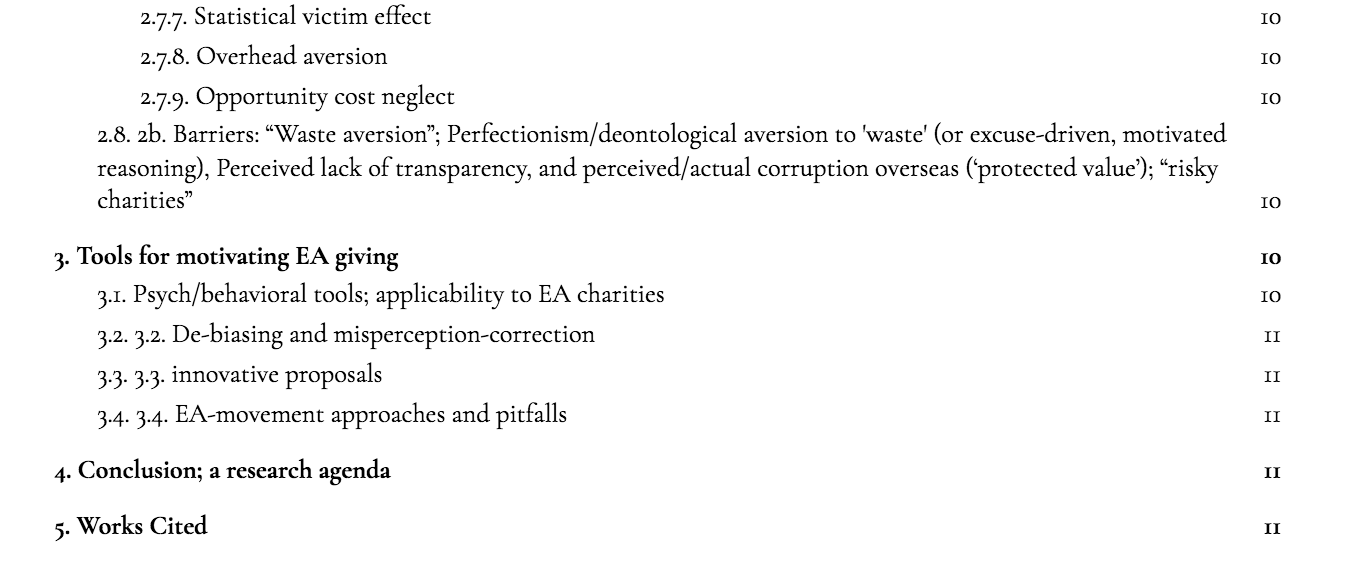 2.7.7. Statistical victim effect 10
2.7.8. Overhead aversion 10
2.7.9. Opportunity cost neglect 10
2.8. 2b. Barriers: “Waste aversion”; Perfectionism/deontological aversion to 'waste' (or excuse-driven, motivated
reasoning), Perceived lack of transparency, and perceived/actual corruption overseas (‘protected value’); “risky
charities” 10
3. Tools for motivating EA giving 10
3.1. Psych/behavioral tools; applicability to EA charities 10
3.2. 3.2. De-biasing and misperception-correction 11
3.3. 3.3. innovative proposals 11
3.4. 3.4. EA-movement approaches and pitfalls 11
4. Conclusion; a research agenda 11
5. Works Cited 11